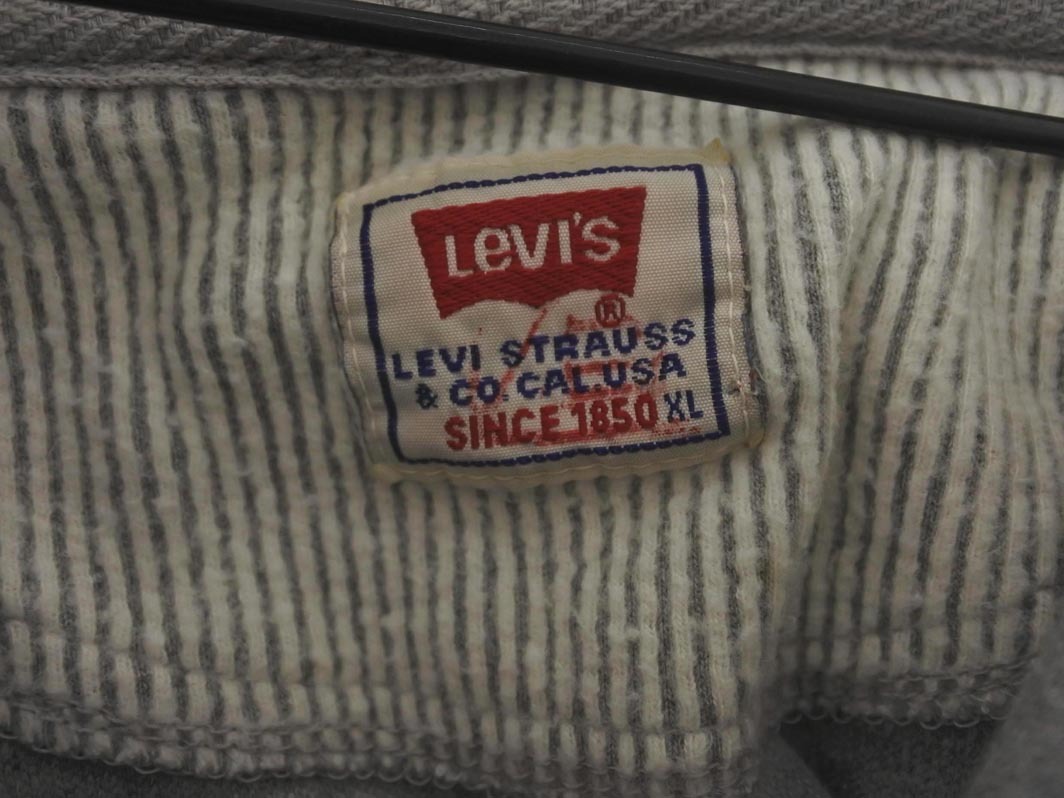 LEVI'S
®
LEVI STRAUSS
& CO. CAL. USA
SINCE 1850 XL